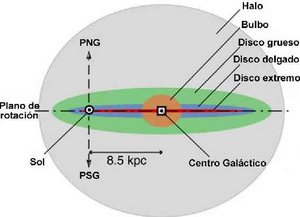 Halo
Bulbo
Disco grueso
Disco delgado
Disco extremo
PNG
Plano de
rotación
Sol
8.5 kpc
PSG
Centro Galáctico